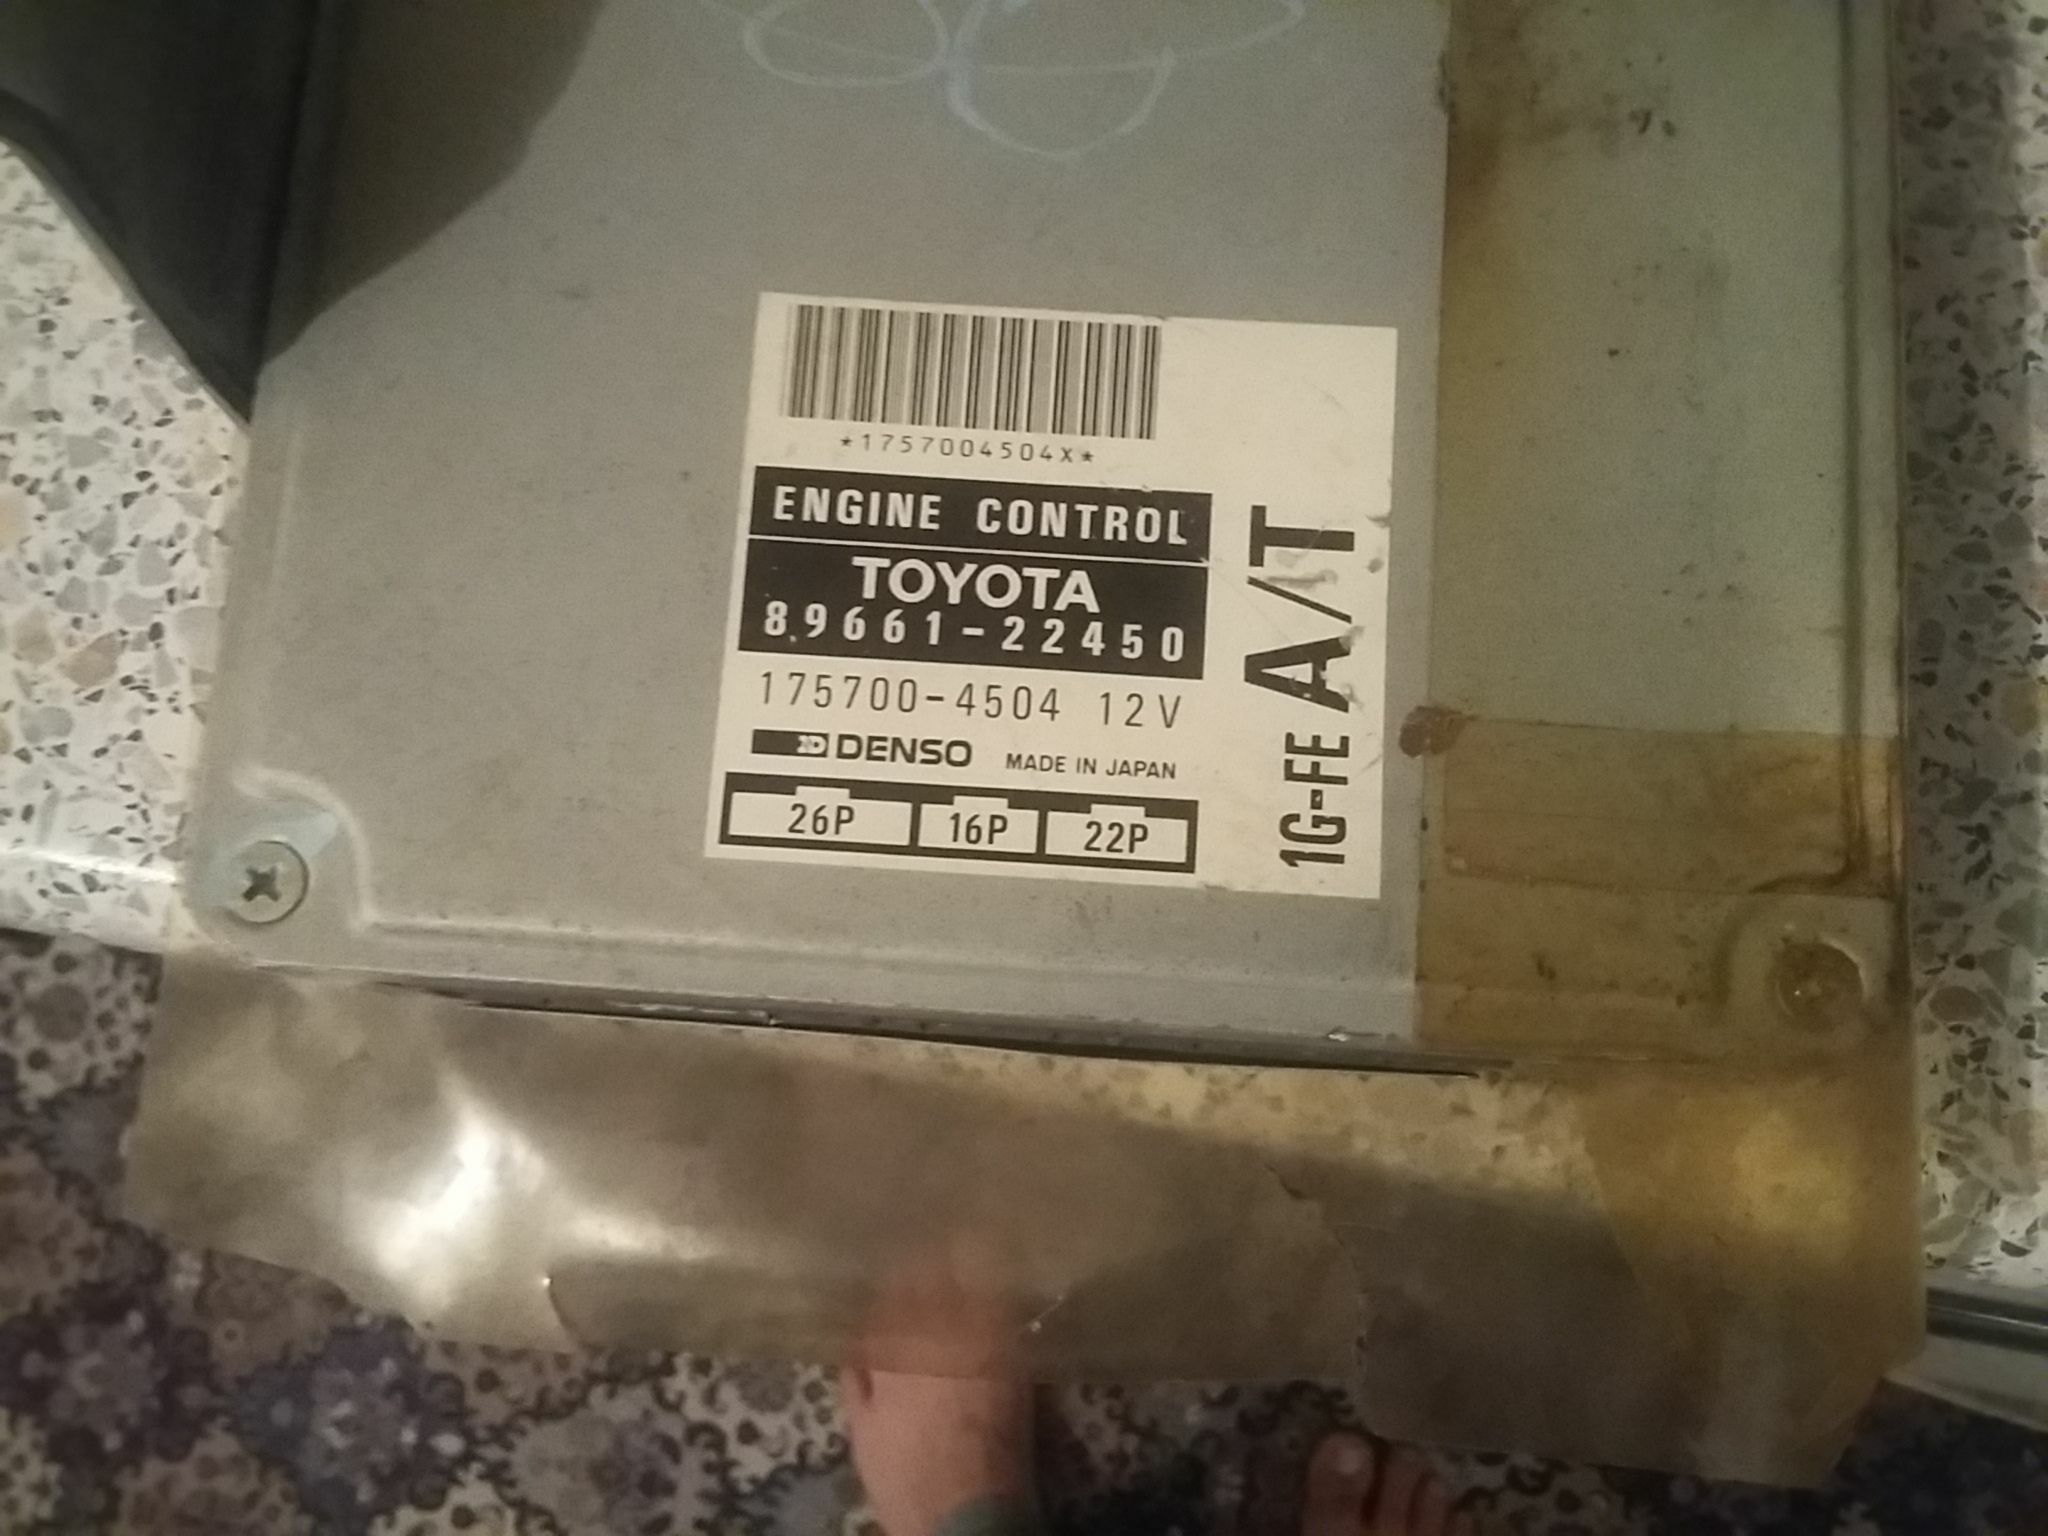 *1757004504X*
ENGINE CONTROL
TOYOTA
89661-22450
175700-4504 12V
DENSO MADE IN JAPAN
26P 16P 22P
1G-FE A/T